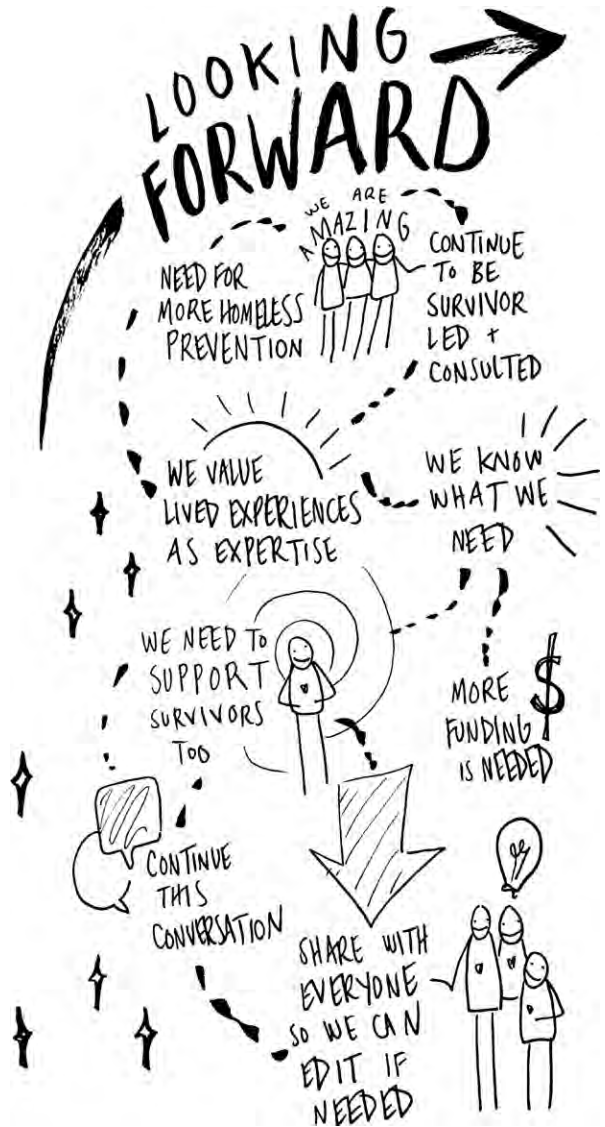 LOOKING
FORWARD
WE ARE
AMAZING
NEED FOR
MORE HOMELESS
PREVENTION
CONTINUE
TO BE
SURVIVOR
LED +
CONSULTED
WE VALUE
LIVED EXPERIENCES
AS EXPERTISE
WE KNOW
WHAT WE
NEED
WE NEED TO
SUPPORT
SURVIVORS
TOO
MORE
FUNDING
IS NEEDED
$
CONTINUE
THIS
CONVERSATION
SHARE WITH
EVERYONE
SO WE CAN
EDIT IF
NEEDED